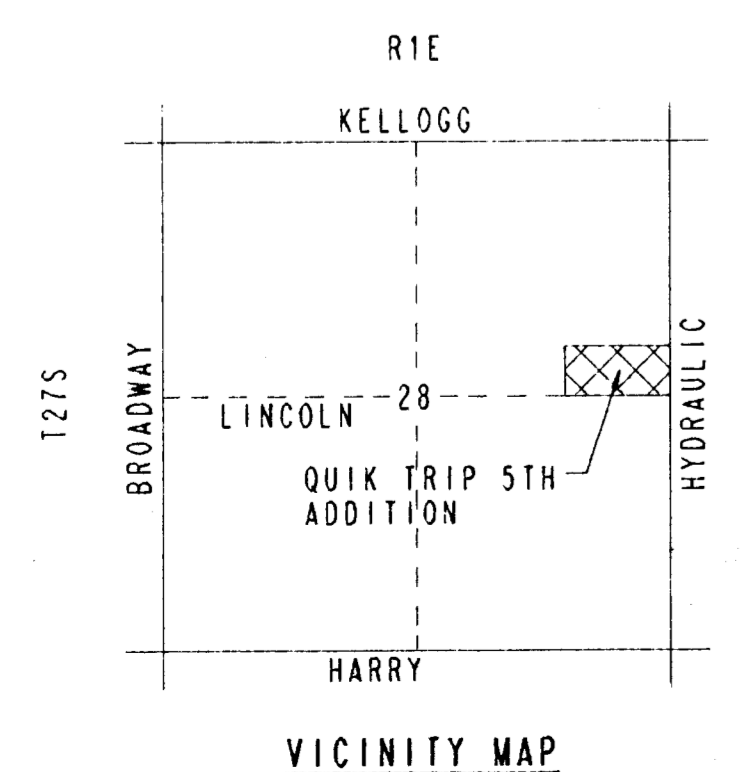 R1E
KELLOGG
T27S
BROADWAY
HYDRAULIC
28
LINCOLN
QUIK TRIP 5TH
ADDITION
HARRY
VICINITY MAP